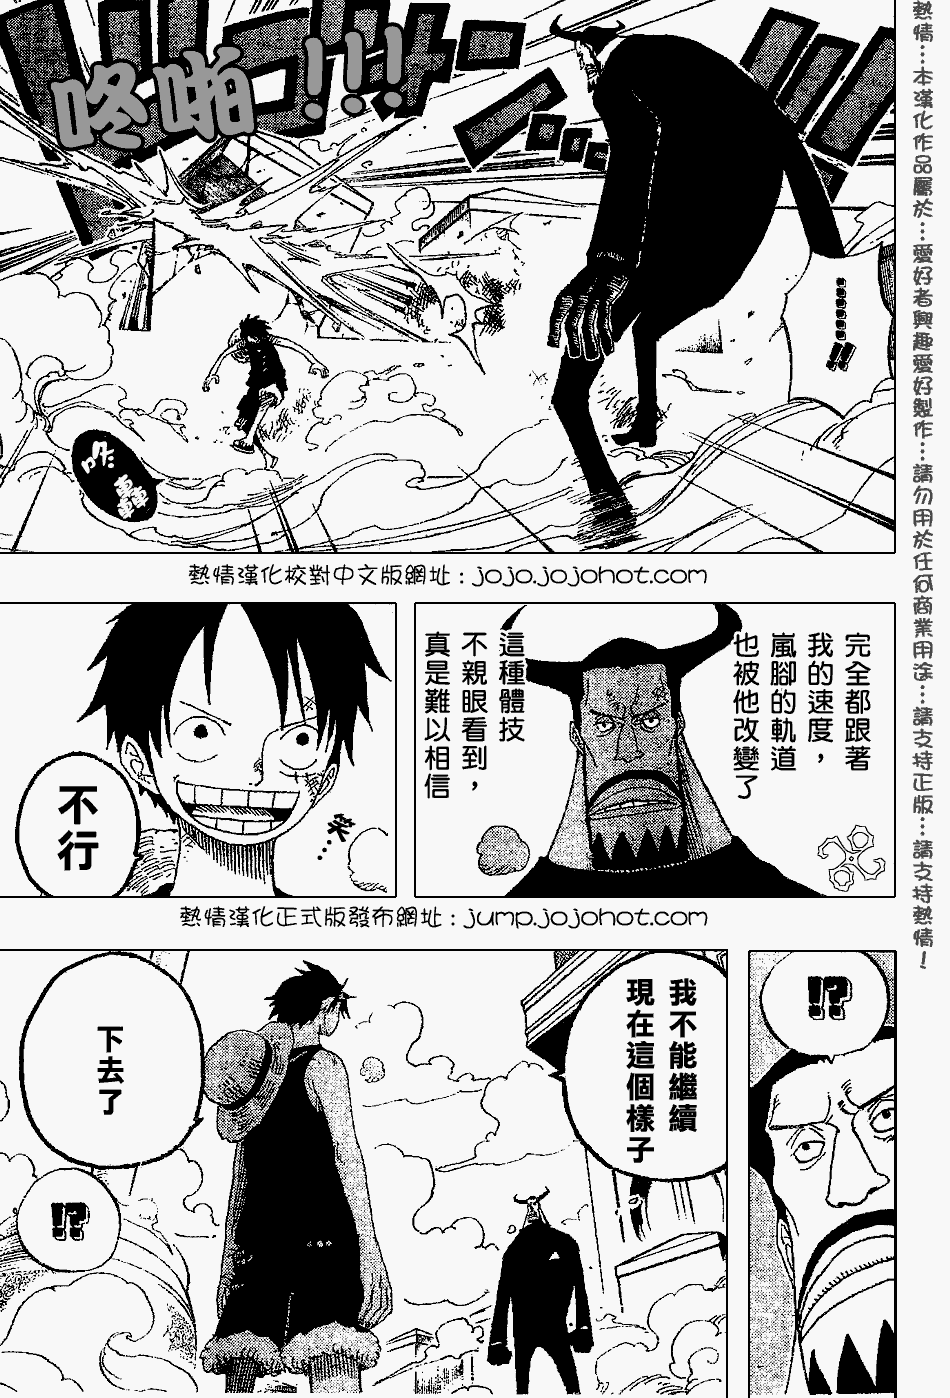 咚啪!!!
………!!
咚
轟
熱情漢化校對中文版網址：jojo.jojohot.com
完全都跟著
我的速度，
嵐腳的軌道
也被他改變了
這種體技
不親眼看到，
真是難以相信
笑…
不行
熱情漢化正式版發布網址：jump.jojohot.com
!?
我不能繼續
現在這個樣子
下去了
!?
熱情…本漢化作品屬於…愛好者興趣愛好製作…請勿用於任何商業用途…請支持正版…請支持熱情！